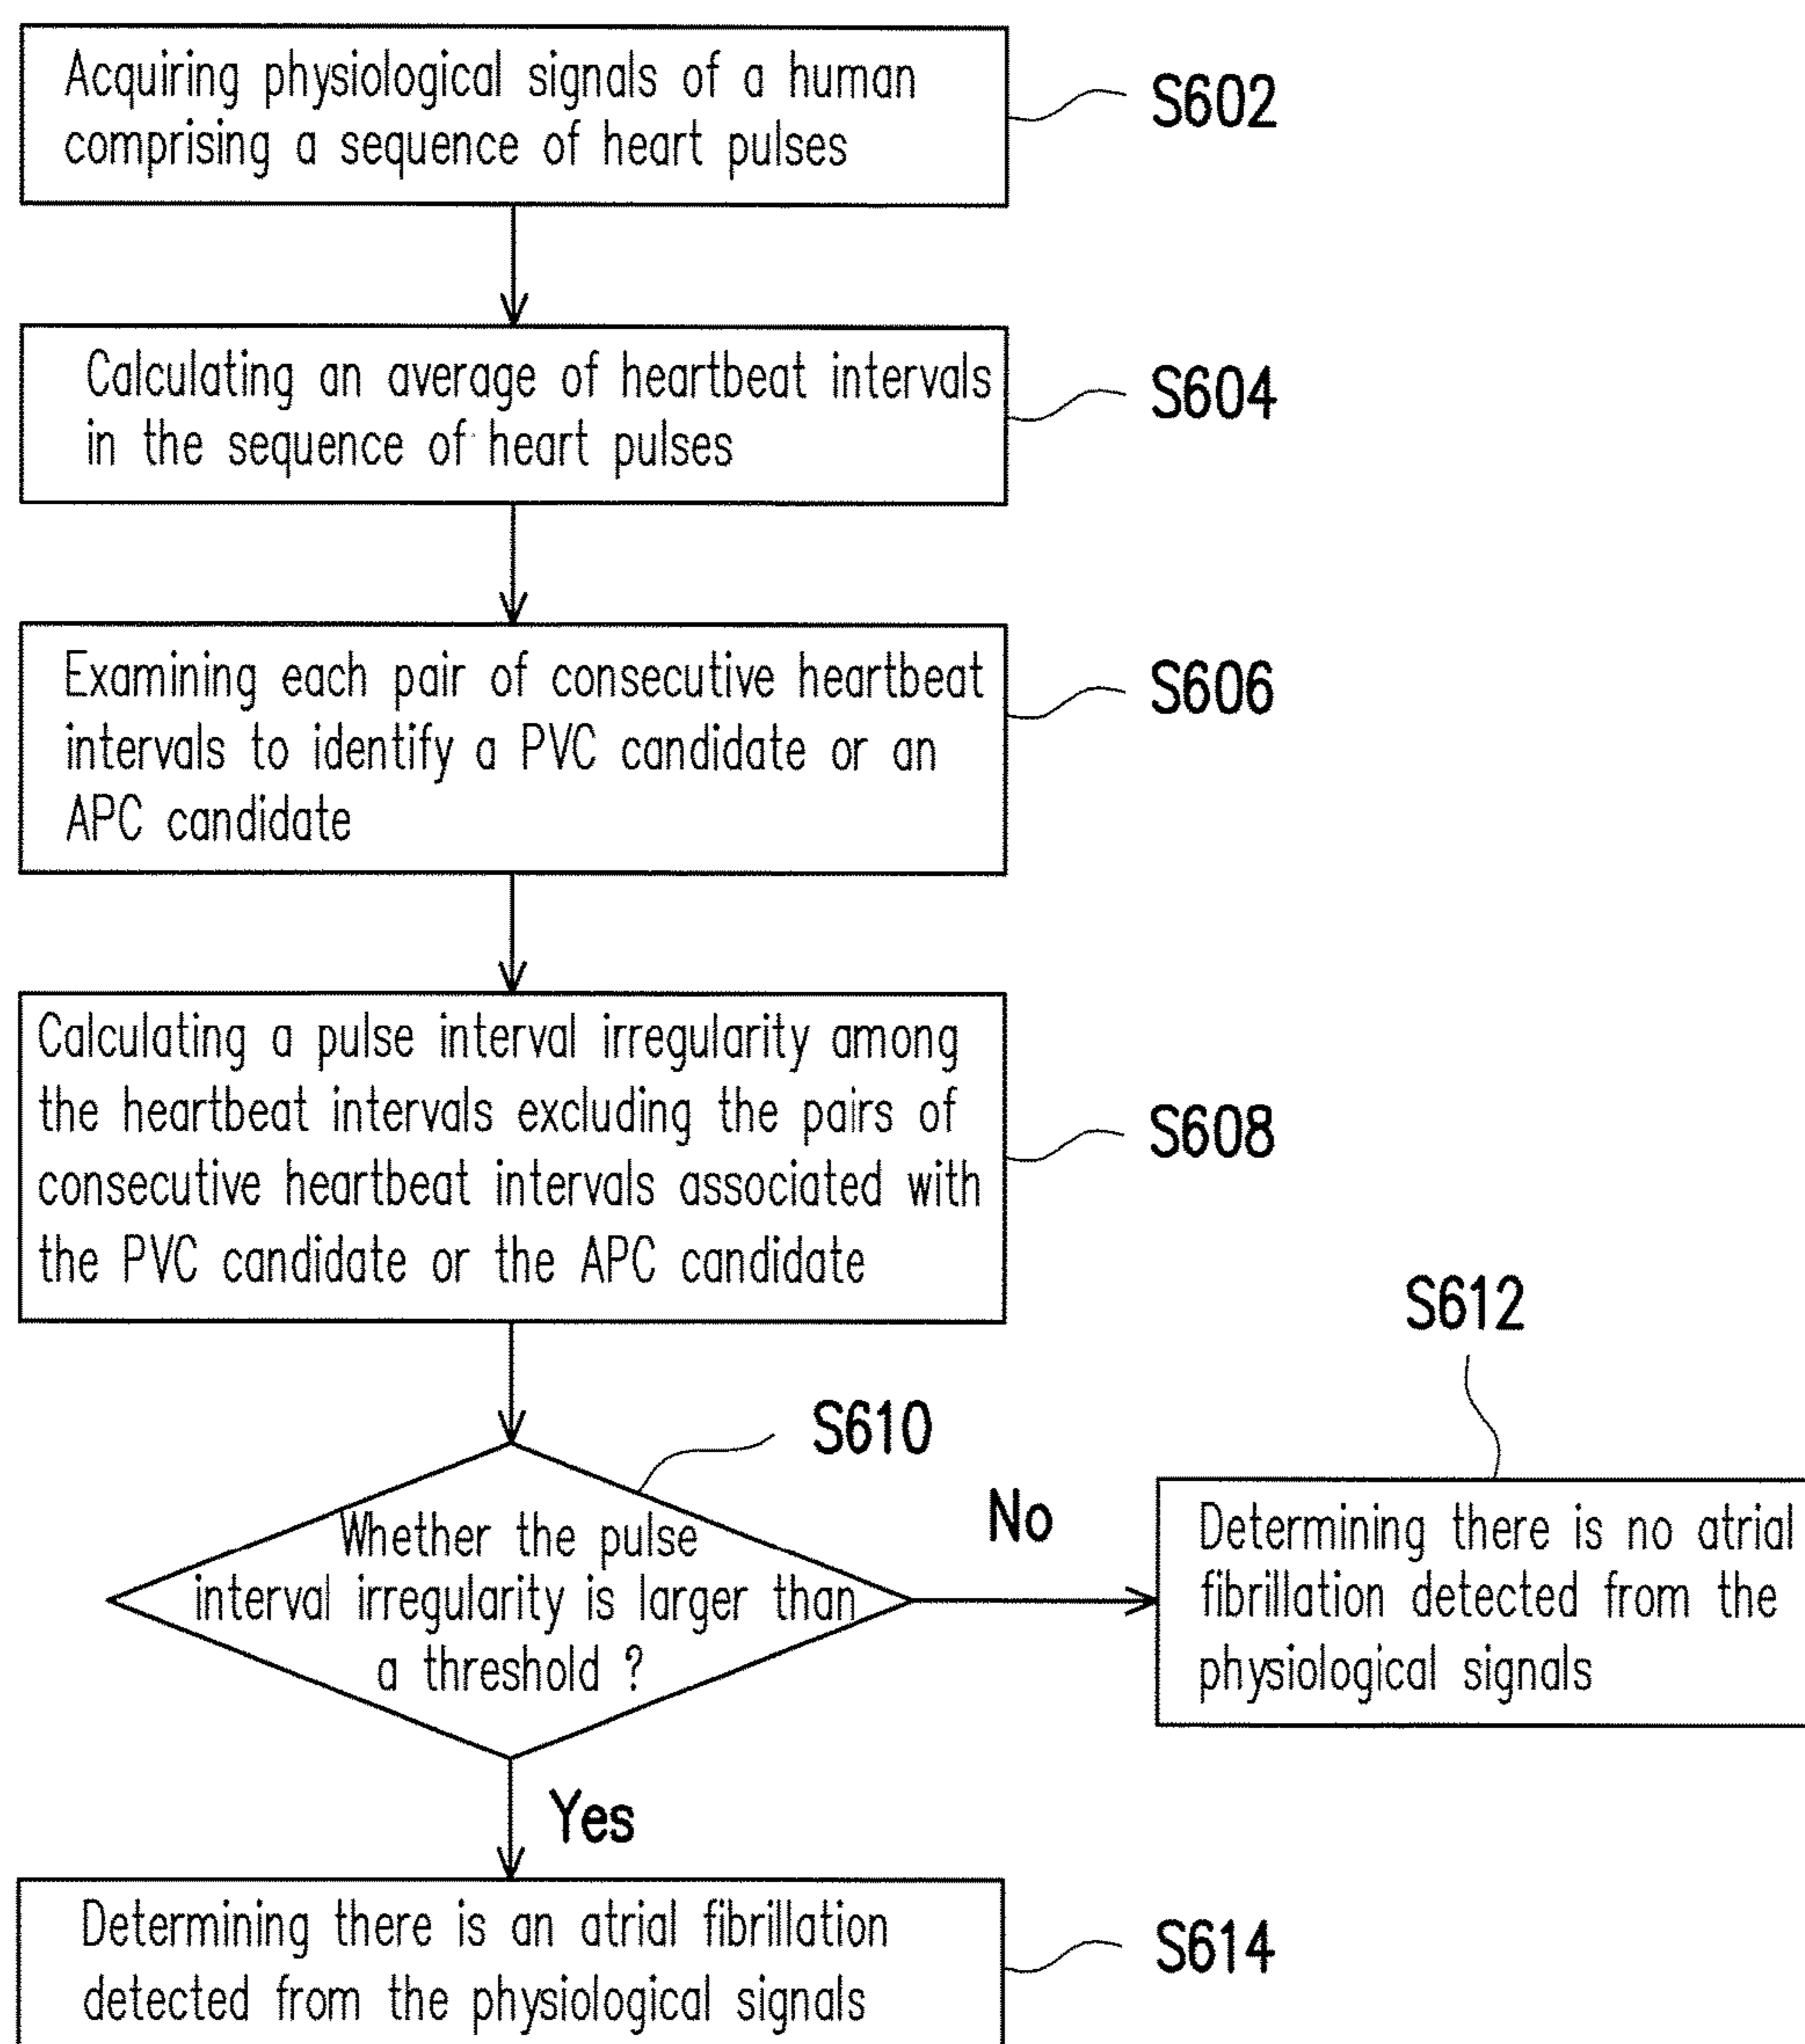 Acquiring physiological signals of a human
comprising a sequence of heart pulses
S602
Calculating an average of heartbeat intervals
in the sequence of heart pulses
S604
Examining each pair of consecutive heartbeat
intervals to identify a PVC candidate or an
APC candidate
S606
Calculating a pulse interval irregularity among
the heartbeat intervals excluding the pairs of
consecutive heartbeat intervals associated with
the PVC candidate or the APC candidate
S608
S610
Whether the pulse
interval irregularity is larger than
a threshold ?
No
S612
Determining there is no atrial
fibrillation detected from the
physiological signals
Yes
Determining there is an atrial fibrillation
detected from the physiological signals
S614